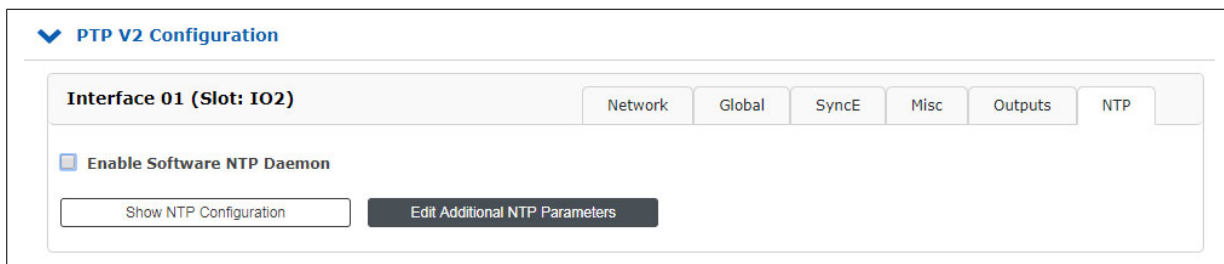 PTP V2 Configuration
Interface 01 (Slot: IO2)
Network
Global
SyncE
Misc
Outputs
NTP
Enable Software NTP Daemon
Show NTP Configuration
Edit Additional NTP Parameters